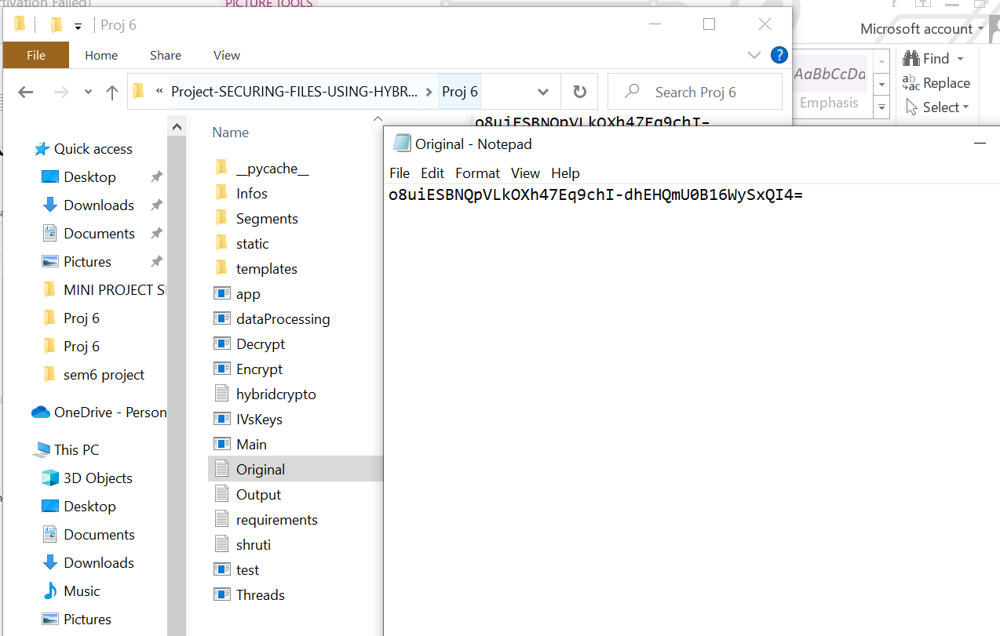 tivation Failed)
PICTURE TOOLS
Proj 6
Microsoft account
File Home Share View
?
Find
Replace
Select
AaBbCcDa
Emphasis
« Project-SECURING-FILES-USING-HYBR... > Proj 6
Search Proj 6
o8uiESBNQpVLkOXh47Eq9chI-
Quick access
Desktop
Downloads
Documents
Pictures
MINI PROJECT S
Proj 6
Proj 6
sem6 project
OneDrive - Person
This PC
3D Objects
Desktop
Documents
Downloads
Music
Pictures
Name
__pycache__
Infos
Segments
static
templates
app
dataProcessing
Decrypt
Encrypt
hybridcrypto
IVsKeys
Main
Original
Output
requirements
shruti
test
Threads
Original - Notepad
File Edit Format View Help
o8uiESBNQpVLkOXh47Eq9chI-dhEHQmU0B16WySxQI4=